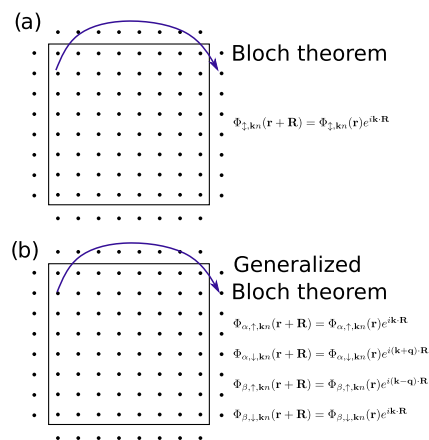 (a)
Bloch theorem
Φ↕,kn(r + R) = Φ↕,kn(r)e^{ik·R}
(b)
Generalized
Bloch theorem
Φα,↑,kn(r + R) = Φα,↑,kn(r)e^{ik·R}
Φα,↓,kn(r + R) = Φα,↓,kn(r)e^{i(k+q)·R}
Φβ,↑,kn(r + R) = Φβ,↑,kn(r)e^{i(k−q)·R}
Φβ,↓,kn(r + R) = Φβ,↓,kn(r)e^{ik·R}